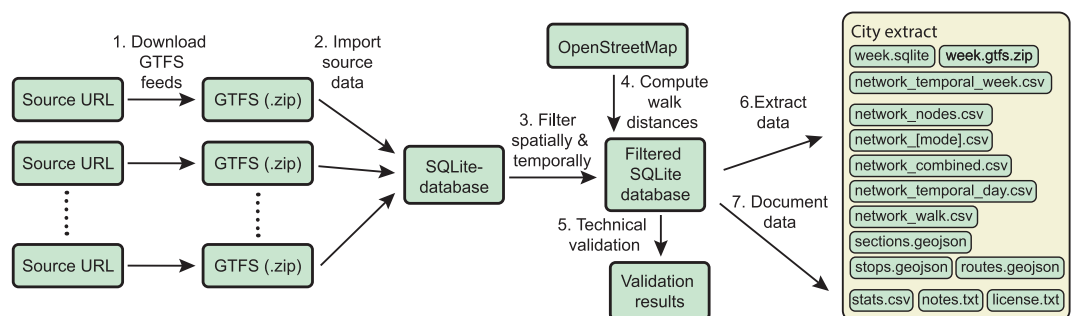 1. Download
GTFS
feeds
2. Import
source
data
Source URL
GTFS (.zip)
Source URL
GTFS (.zip)
Source URL
GTFS (.zip)
SQLite-
database
3. Filter
spatially &
temporally
OpenStreetMap
4. Compute
walk
distances
Filtered
SQLite
database
5. Technical
validation
Validation
results
6.Extract
data
7. Document
data
City extract
week.sqlite week.gtfs.zip
network_temporal_week.csv
network_nodes.csv
network_[mode].csv
network_combined.csv
network_temporal_day.csv
network_walk.csv
sections.geojson
stops.geojson routes.geojson
stats.csv notes.txt license.txt